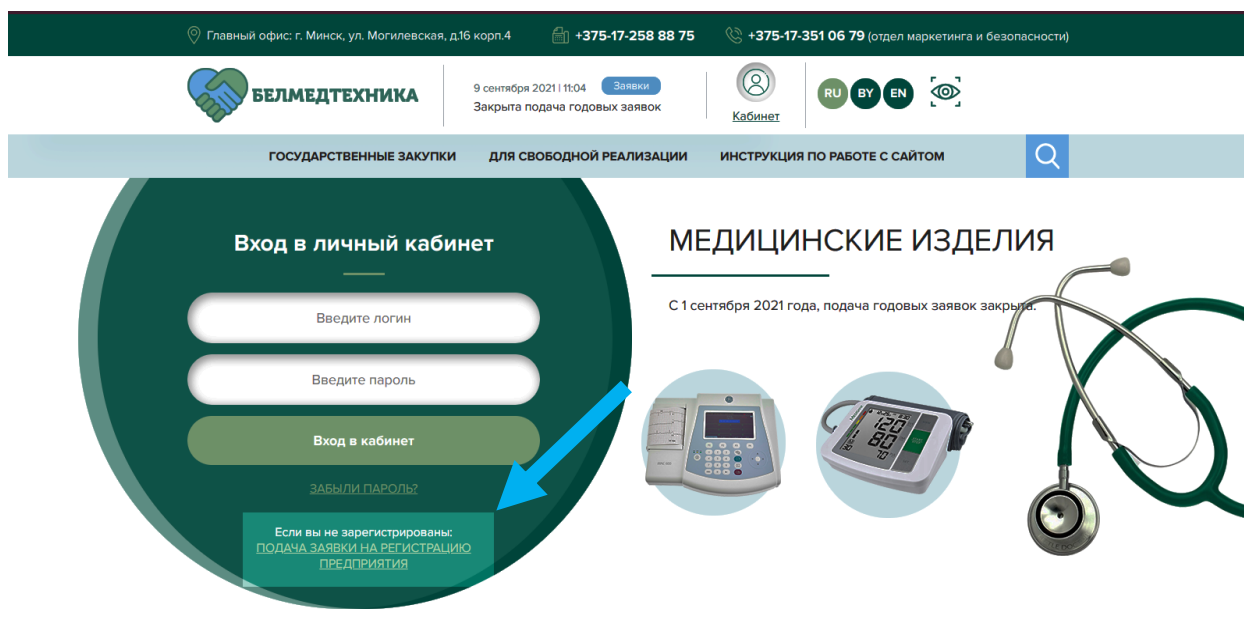 Главный офис: г. Минск, ул. Могилевская, д.16 корп.4
+375-17-258 88 75
+375-17-351 06 79 (отдел маркетинга и безопасности)
БЕЛМЕДТЕХНИКА
9 сентября 2021 | 11:04 Заявки
Закрыта подача годовых заявок
Кабинет
RU BY EN
ГОСУДАРСТВЕННЫЕ ЗАКУПКИ ДЛЯ СВОБОДНОЙ РЕАЛИЗАЦИИ ИНСТРУКЦИЯ ПО РАБОТЕ С САЙТОМ
Вход в личный кабинет
Введите логин
Введите пароль
Вход в кабинет
ЗАБЫЛИ ПАРОЛЬ?
Если вы не зарегистрированы:
ПОДАЧА ЗАЯВКИ НА РЕГИСТРАЦИЮ
ПРЕДПРИЯТИЯ
МЕДИЦИНСКИЕ ИЗДЕЛИЯ
С 1 сентября 2021 года, подача годовых заявок закрыта.
120
80
70